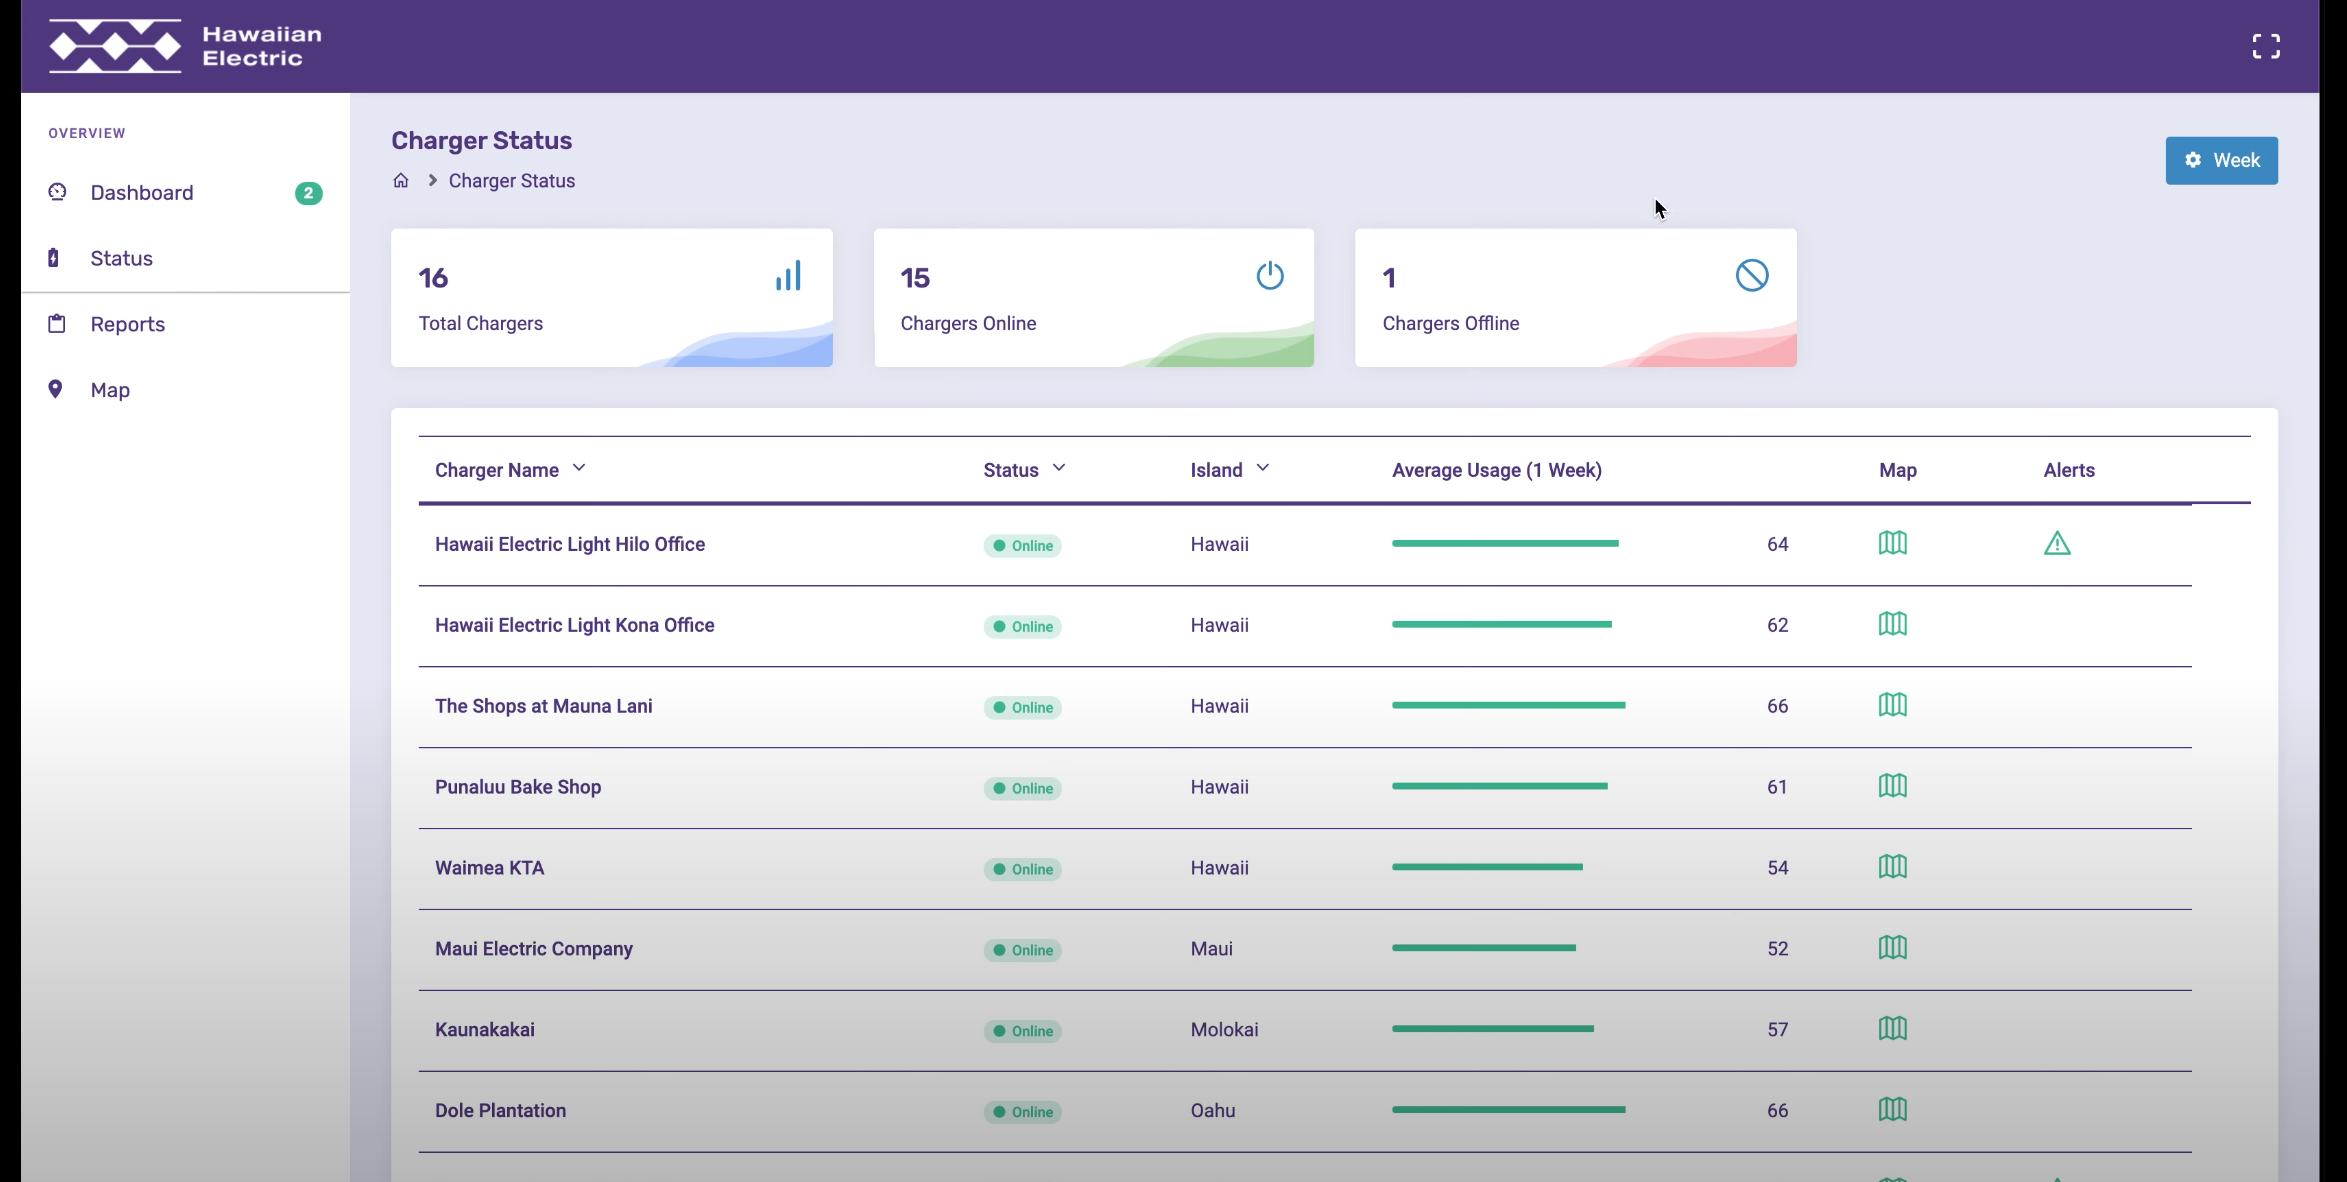 Hawaiian
Electric
OVERVIEW
Dashboard 2
Status
Reports
Map
Charger Status
Charger Status
Week
16
Total Chargers
15
Chargers Online
1
Chargers Offline
Charger Name Status Island Average Usage (1 Week) Map Alerts
Hawaii Electric Light Hilo Office Online Hawaii 64
Hawaii Electric Light Kona Office Online Hawaii 62
The Shops at Mauna Lani Online Hawaii 66
Punaluu Bake Shop Online Hawaii 61
Waimea KTA Online Hawaii 54
Maui Electric Company Online Maui 52
Kaunakakai Online Molokai 57
Dole Plantation Online Oahu 66